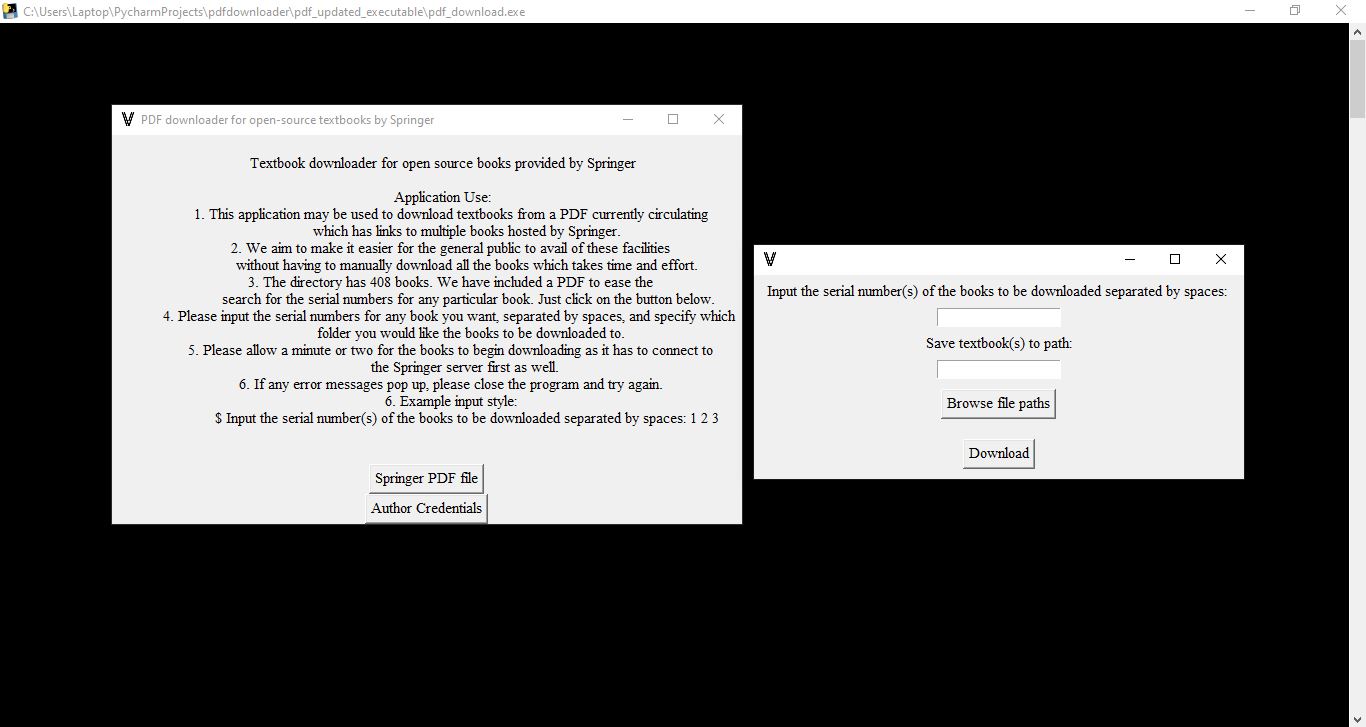 C:\Users\Laptop\PycharmProjects\pdfdownloader\pdf_updated_executable\pdf_download.exe
PDF downloader for open-source textbooks by Springer
Textbook downloader for open source books provided by Springer
Application Use:
1. This application may be used to download textbooks from a PDF currently circulating
which has links to multiple books hosted by Springer.
2. We aim to make it easier for the general public to avail of these facilities
without having to manually download all the books which takes time and effort.
3. The directory has 408 books. We have included a PDF to ease the
search for the serial numbers for any particular book. Just click on the button below.
4. Please input the serial numbers for any book you want, separated by spaces, and specify which
folder you would like the books to be downloaded to.
5. Please allow a minute or two for the books to begin downloading as it has to connect to
the Springer server first as well.
6. If any error messages pop up, please close the program and try again.
6. Example input style:
$ Input the serial number(s) of the books to be downloaded separated by spaces: 1 2 3
Springer PDF file
Author Credentials
Input the serial number(s) of the books to be downloaded separated by spaces:
Save textbook(s) to path:
Browse file paths
Download